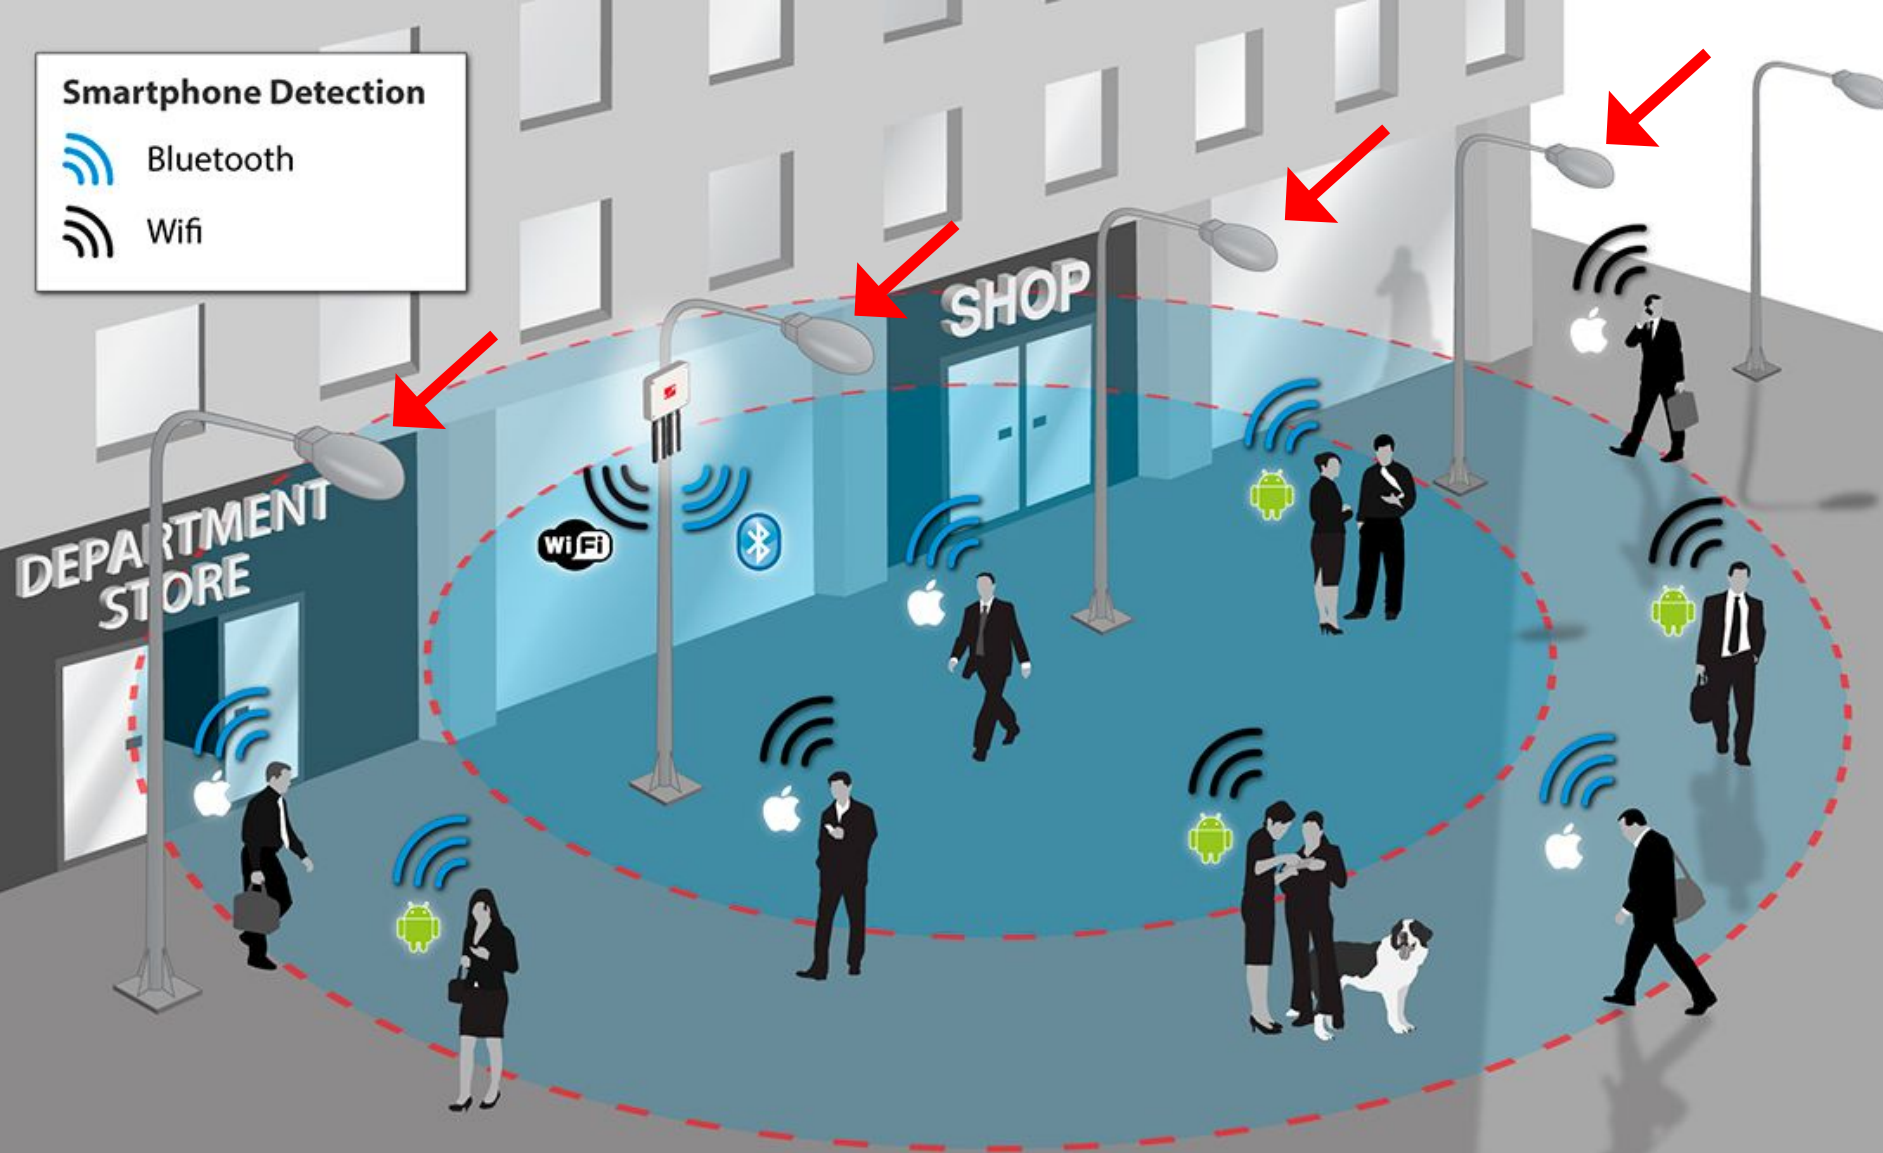 Smartphone Detection
Bluetooth
Wifi
SHOP
DEPARTMENT
STORE
WiFi